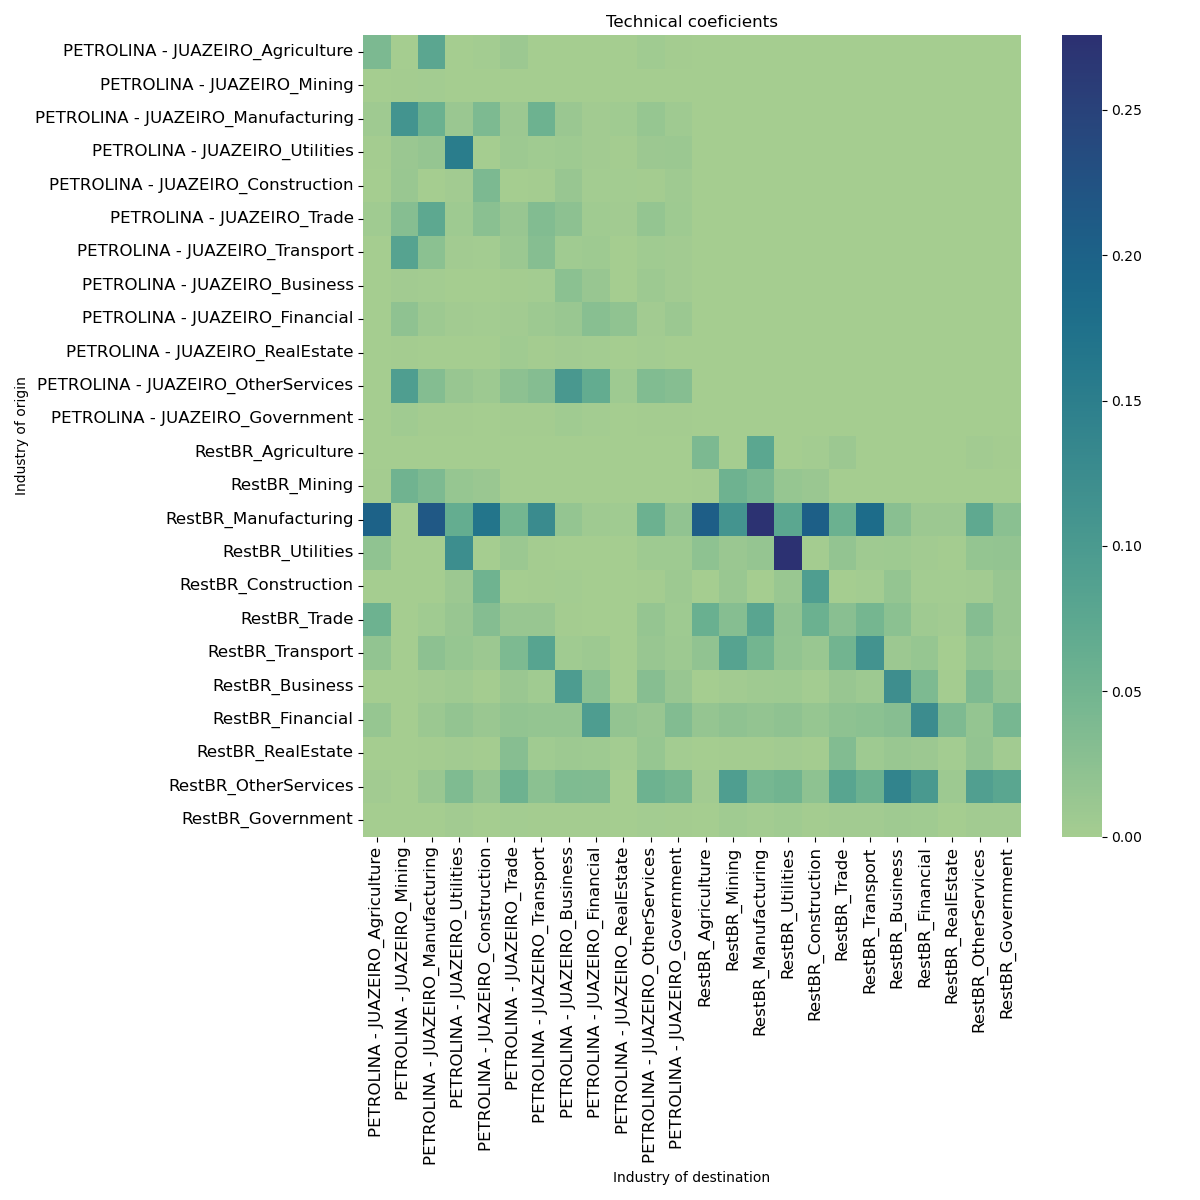 Technical coeficients
PETROLINA - JUAZEIRO_Agriculture
PETROLINA - JUAZEIRO_Mining
PETROLINA - JUAZEIRO_Manufacturing
PETROLINA - JUAZEIRO_Utilities
PETROLINA - JUAZEIRO_Construction
PETROLINA - JUAZEIRO_Trade
PETROLINA - JUAZEIRO_Transport
PETROLINA - JUAZEIRO_Business
PETROLINA - JUAZEIRO_Financial
PETROLINA - JUAZEIRO_RealEstate
PETROLINA - JUAZEIRO_OtherServices
PETROLINA - JUAZEIRO_Government
RestBR_Agriculture
RestBR_Mining
RestBR_Manufacturing
RestBR_Utilities
RestBR_Construction
RestBR_Trade
RestBR_Transport
RestBR_Business
RestBR_Financial
RestBR_RealEstate
RestBR_OtherServices
RestBR_Government
Industry of origin
PETROLINA - JUAZEIRO_Agriculture
PETROLINA - JUAZEIRO_Mining
PETROLINA - JUAZEIRO_Manufacturing
PETROLINA - JUAZEIRO_Utilities
PETROLINA - JUAZEIRO_Construction
PETROLINA - JUAZEIRO_Trade
PETROLINA - JUAZEIRO_Transport
PETROLINA - JUAZEIRO_Business
PETROLINA - JUAZEIRO_Financial
PETROLINA - JUAZEIRO_RealEstate
PETROLINA - JUAZEIRO_OtherServices
PETROLINA - JUAZEIRO_Government
RestBR_Agriculture
RestBR_Mining
RestBR_Manufacturing
RestBR_Utilities
RestBR_Construction
RestBR_Trade
RestBR_Transport
RestBR_Business
RestBR_Financial
RestBR_RealEstate
RestBR_OtherServices
RestBR_Government
Industry of destination
0.25
0.20
0.15
0.10
0.05
0.00